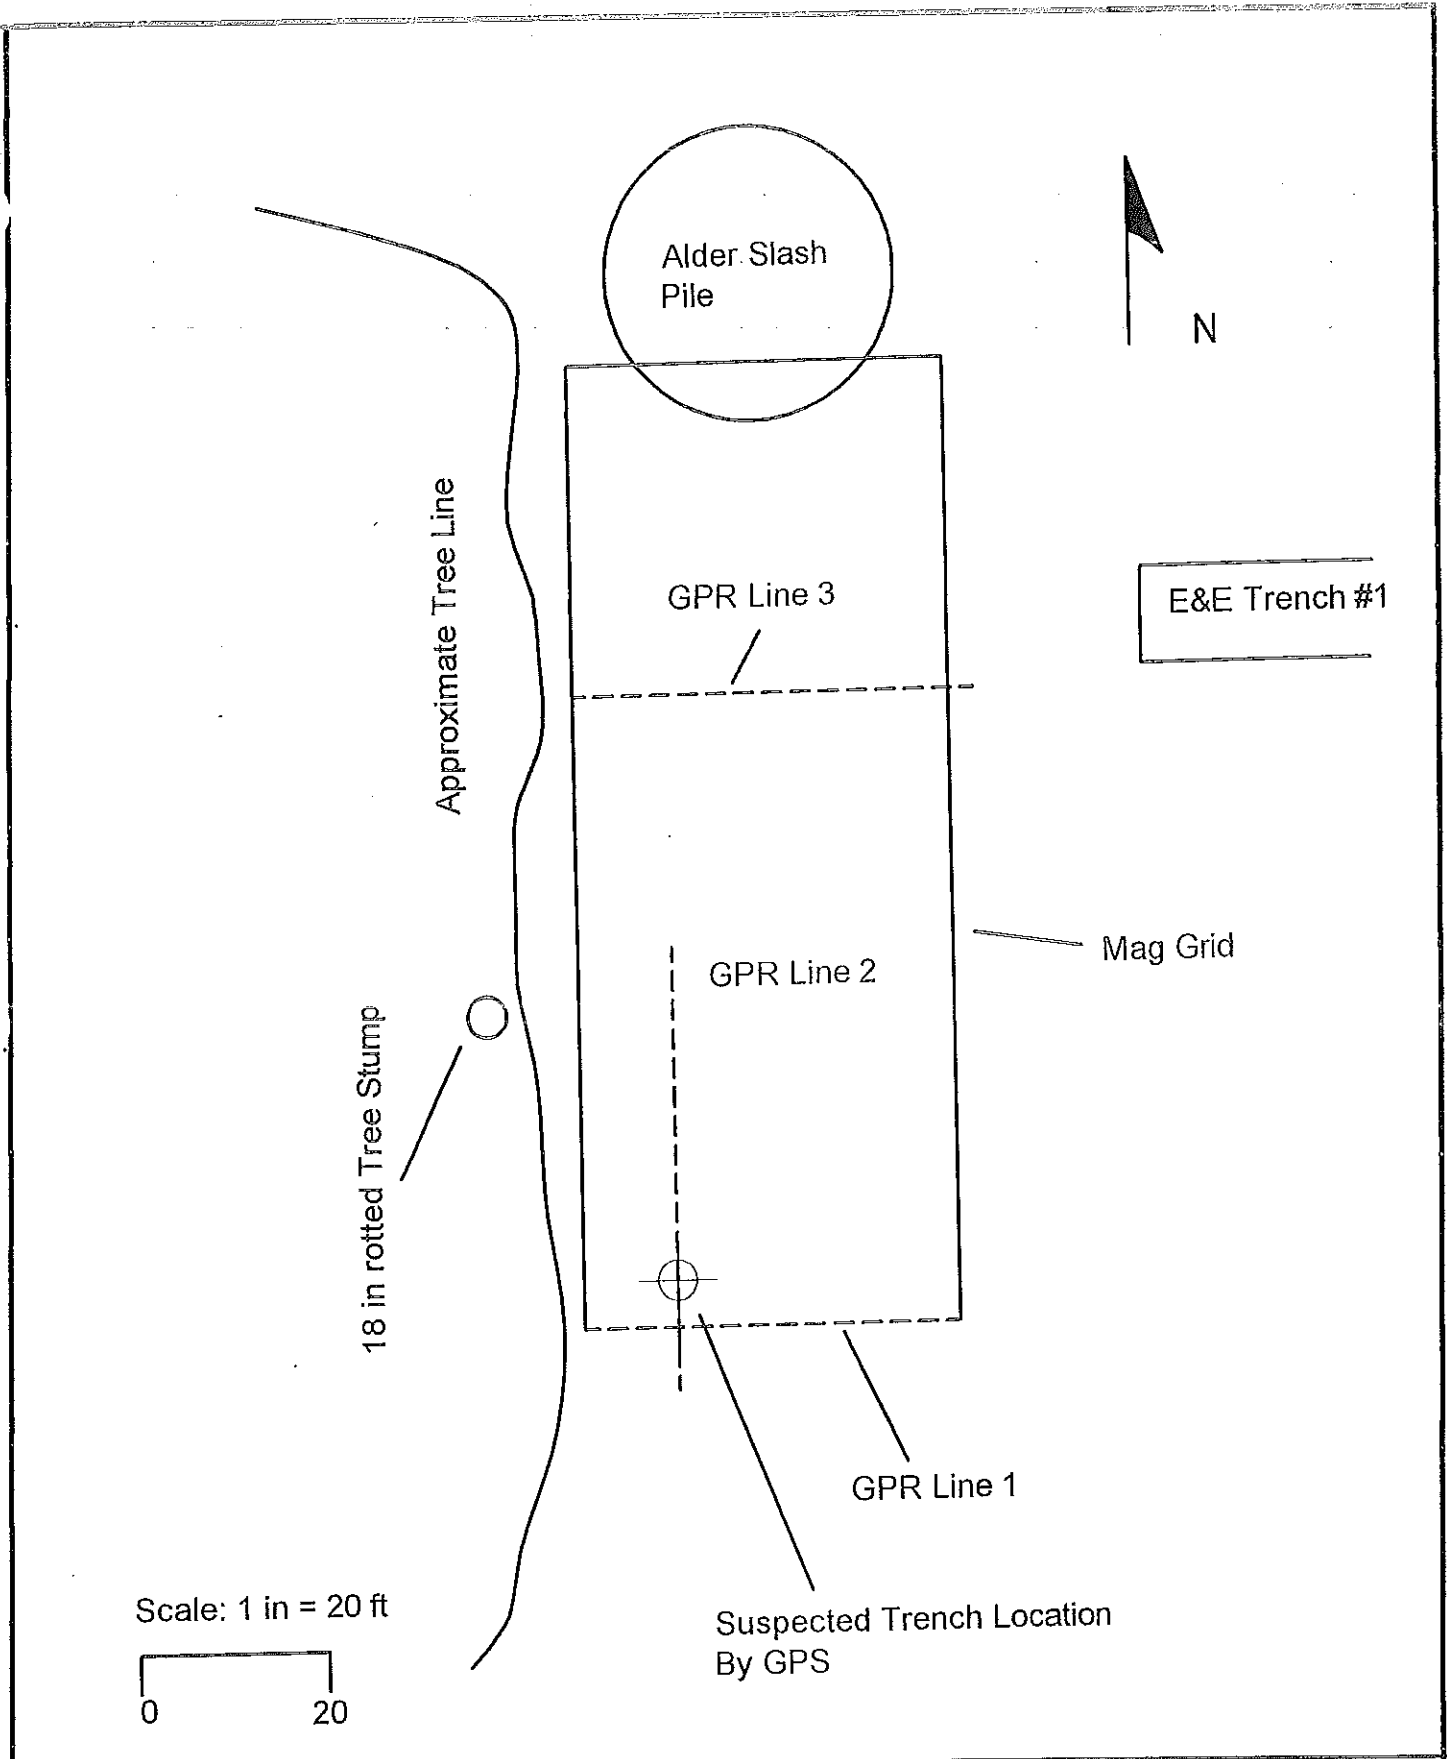 Alder Slash
Pile
N
Approximate Tree Line
GPR Line 3
E&E Trench #1
GPR Line 2
Mag Grid
18 in rotted Tree Stump
GPR Line 1
Scale: 1 in = 20 ft
0
20
Suspected Trench Location
By GPS